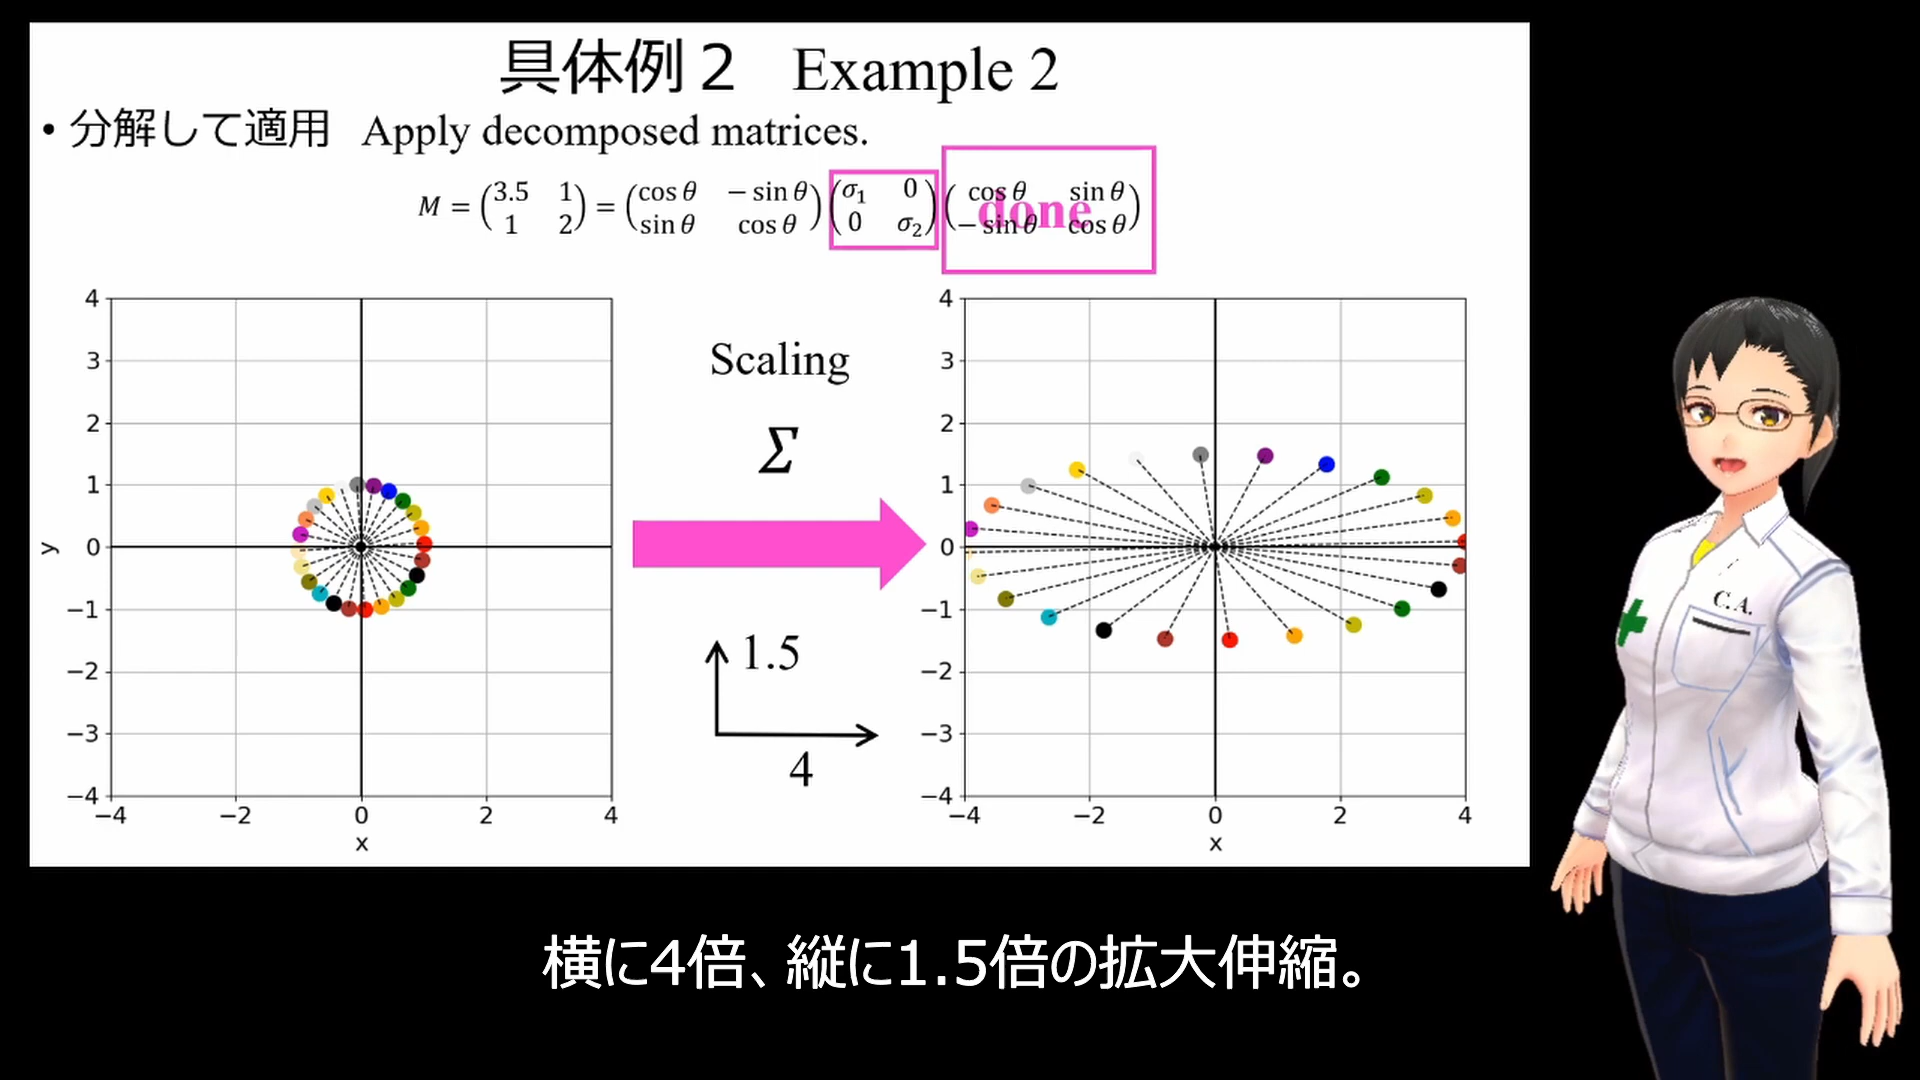 具体例２ Example 2
• 分解して適用 Apply decomposed matrices.
M = (3.5 1 1 2) = (cos θ − sin θ sin θ cos θ)(σ₁ 0 0 σ₂)(cos θ sin θ − sin θ cos θ)
done
4
3
2
1
0
−1
−2
−3
−4
y
−4 −2 0 2 4
x
Scaling
Σ
1.5
4
4
3
2
1
0
−1
−2
−3
−4
−4 −2 0 2 4
x
C.A.
横に4倍、縦に1.5倍の拡大伸縮。